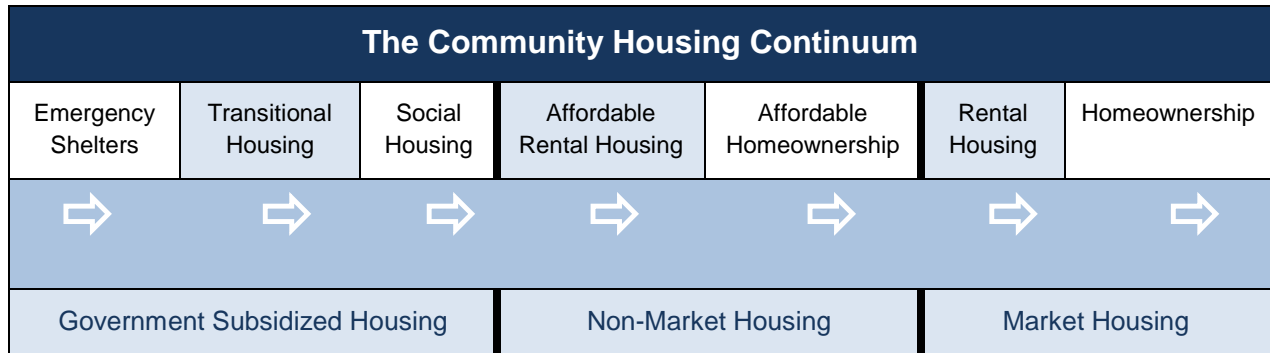 The Community Housing Continuum
Emergency
Shelters
Transitional
Housing
Social
Housing
Affordable
Rental Housing
Affordable
Homeownership
Rental
Housing
Homeownership
Government Subsidized Housing
Non-Market Housing
Market Housing